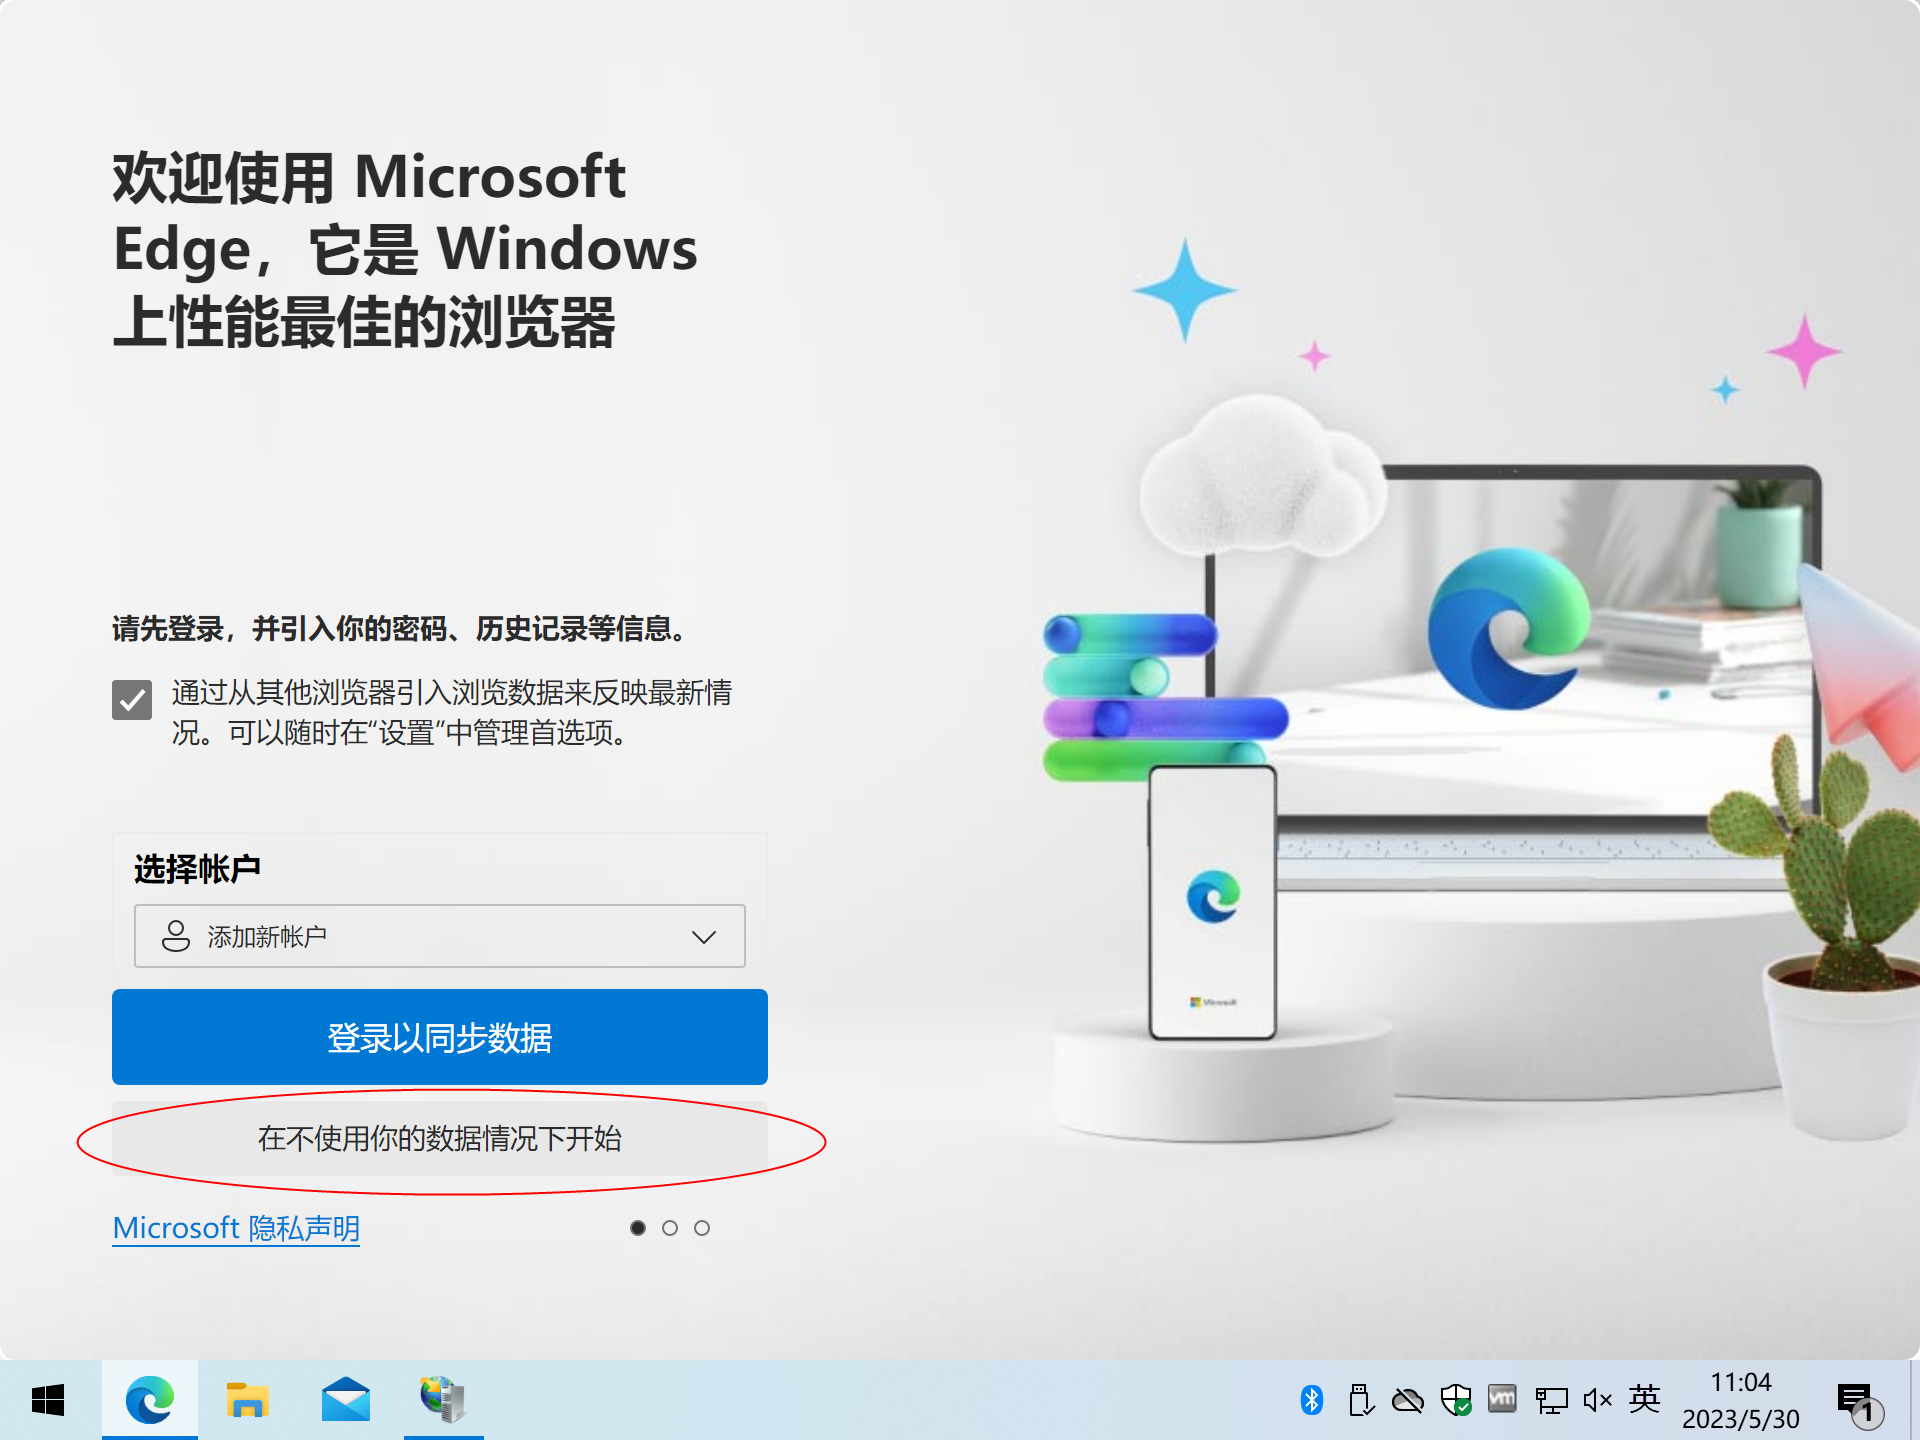 欢迎使用 Microsoft
Edge，它是 Windows
上性能最佳的浏览器
请先登录，并引入你的密码、历史记录等信息。
通过从其他浏览器引入浏览数据来反映最新情
况。可以随时在“设置”中管理首选项。
选择帐户
添加新帐户
登录以同步数据
在不使用你的数据情况下开始
Microsoft 隐私声明
Microsoft
vm
英
11:04
2023/5/30
1